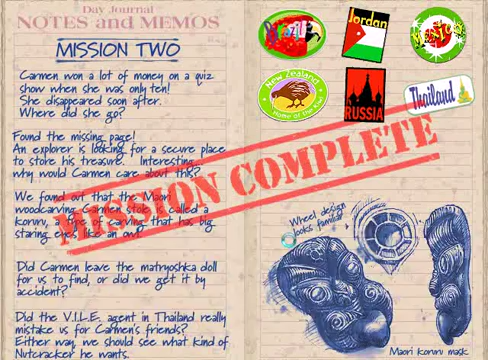 Day Journal
NOTES and MEMOS
MISSION TWO
Carmen won a lot of money on a quiz
show when she was only ten!
She disappeared soon after.
Where did she go?
Found the missing page!
An explorer is looking for a secure place
to store his treasure. Interesting...
why would Carmen care about this?
We found out that the Maori
woodcarving Carmen stole is called a
koruru, a type of carving that has big
staring eyes like an owl.
Did Carmen leave the matryoshka doll
for us to find, or did we get it by
accident?
Did the V.I.L.E. agent in Thailand really
mistake us for Carmen's friends?
Either way, we should see what kind of
Nutcracker he wants.
MISSION COMPLETE
Brazil
Jordan
MEXICO
New Zealand
Home of the Kiwi
RUSSIA
Thailand
Wheel design
looks funny!
Maori koruru mask